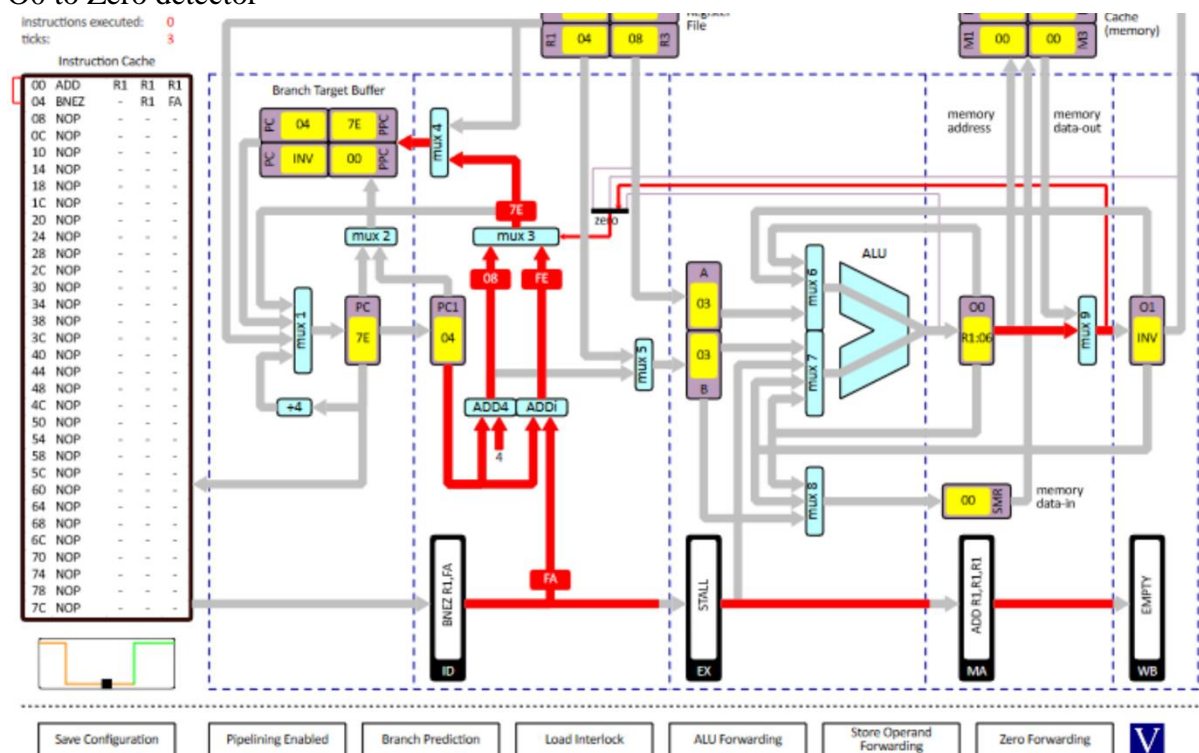 O0 to Zero detector
instructions executed: 0
ticks: 3
Instruction Cache
00 ADD R1 R1 R1
04 BNEZ - R1 FA
08 NOP - - -
0C NOP - - -
10 NOP - - -
14 NOP - - -
18 NOP - - -
1C NOP - - -
20 NOP - - -
24 NOP - - -
28 NOP - - -
2C NOP - - -
30 NOP - - -
34 NOP - - -
38 NOP - - -
3C NOP - - -
40 NOP - - -
44 NOP - - -
48 NOP - - -
4C NOP - - -
50 NOP - - -
54 NOP - - -
58 NOP - - -
5C NOP - - -
60 NOP - - -
64 NOP - - -
68 NOP - - -
6C NOP - - -
70 NOP - - -
74 NOP - - -
78 NOP - - -
7C NOP - - -
Register
File
R1 04 08 R3
Cache
(memory)
M1 00 00 M3
Branch Target Buffer
PC 04 7E PPC
PC INV 00 PPC
mux 4
memory
address
memory
data-out
7E
zero
mux 2
mux 3
08
FE
mux 1
PC
7E
PC1
04
+4
ADD4
ADDi
4
mux 5
A
03
03
B
mux 6
mux 7
ALU
O0
R1:06
mux 9
O1
INV
mux 8
00 SMR
memory
data-in
FA
BNEZ R1,FA
ID
STALL
EX
ADD R1,R1,R1
MA
EMPTY
WB
Save Configuration
Pipelining Enabled
Branch Prediction
Load Interlock
ALU Forwarding
Store Operand
Forwarding
Zero Forwarding
V